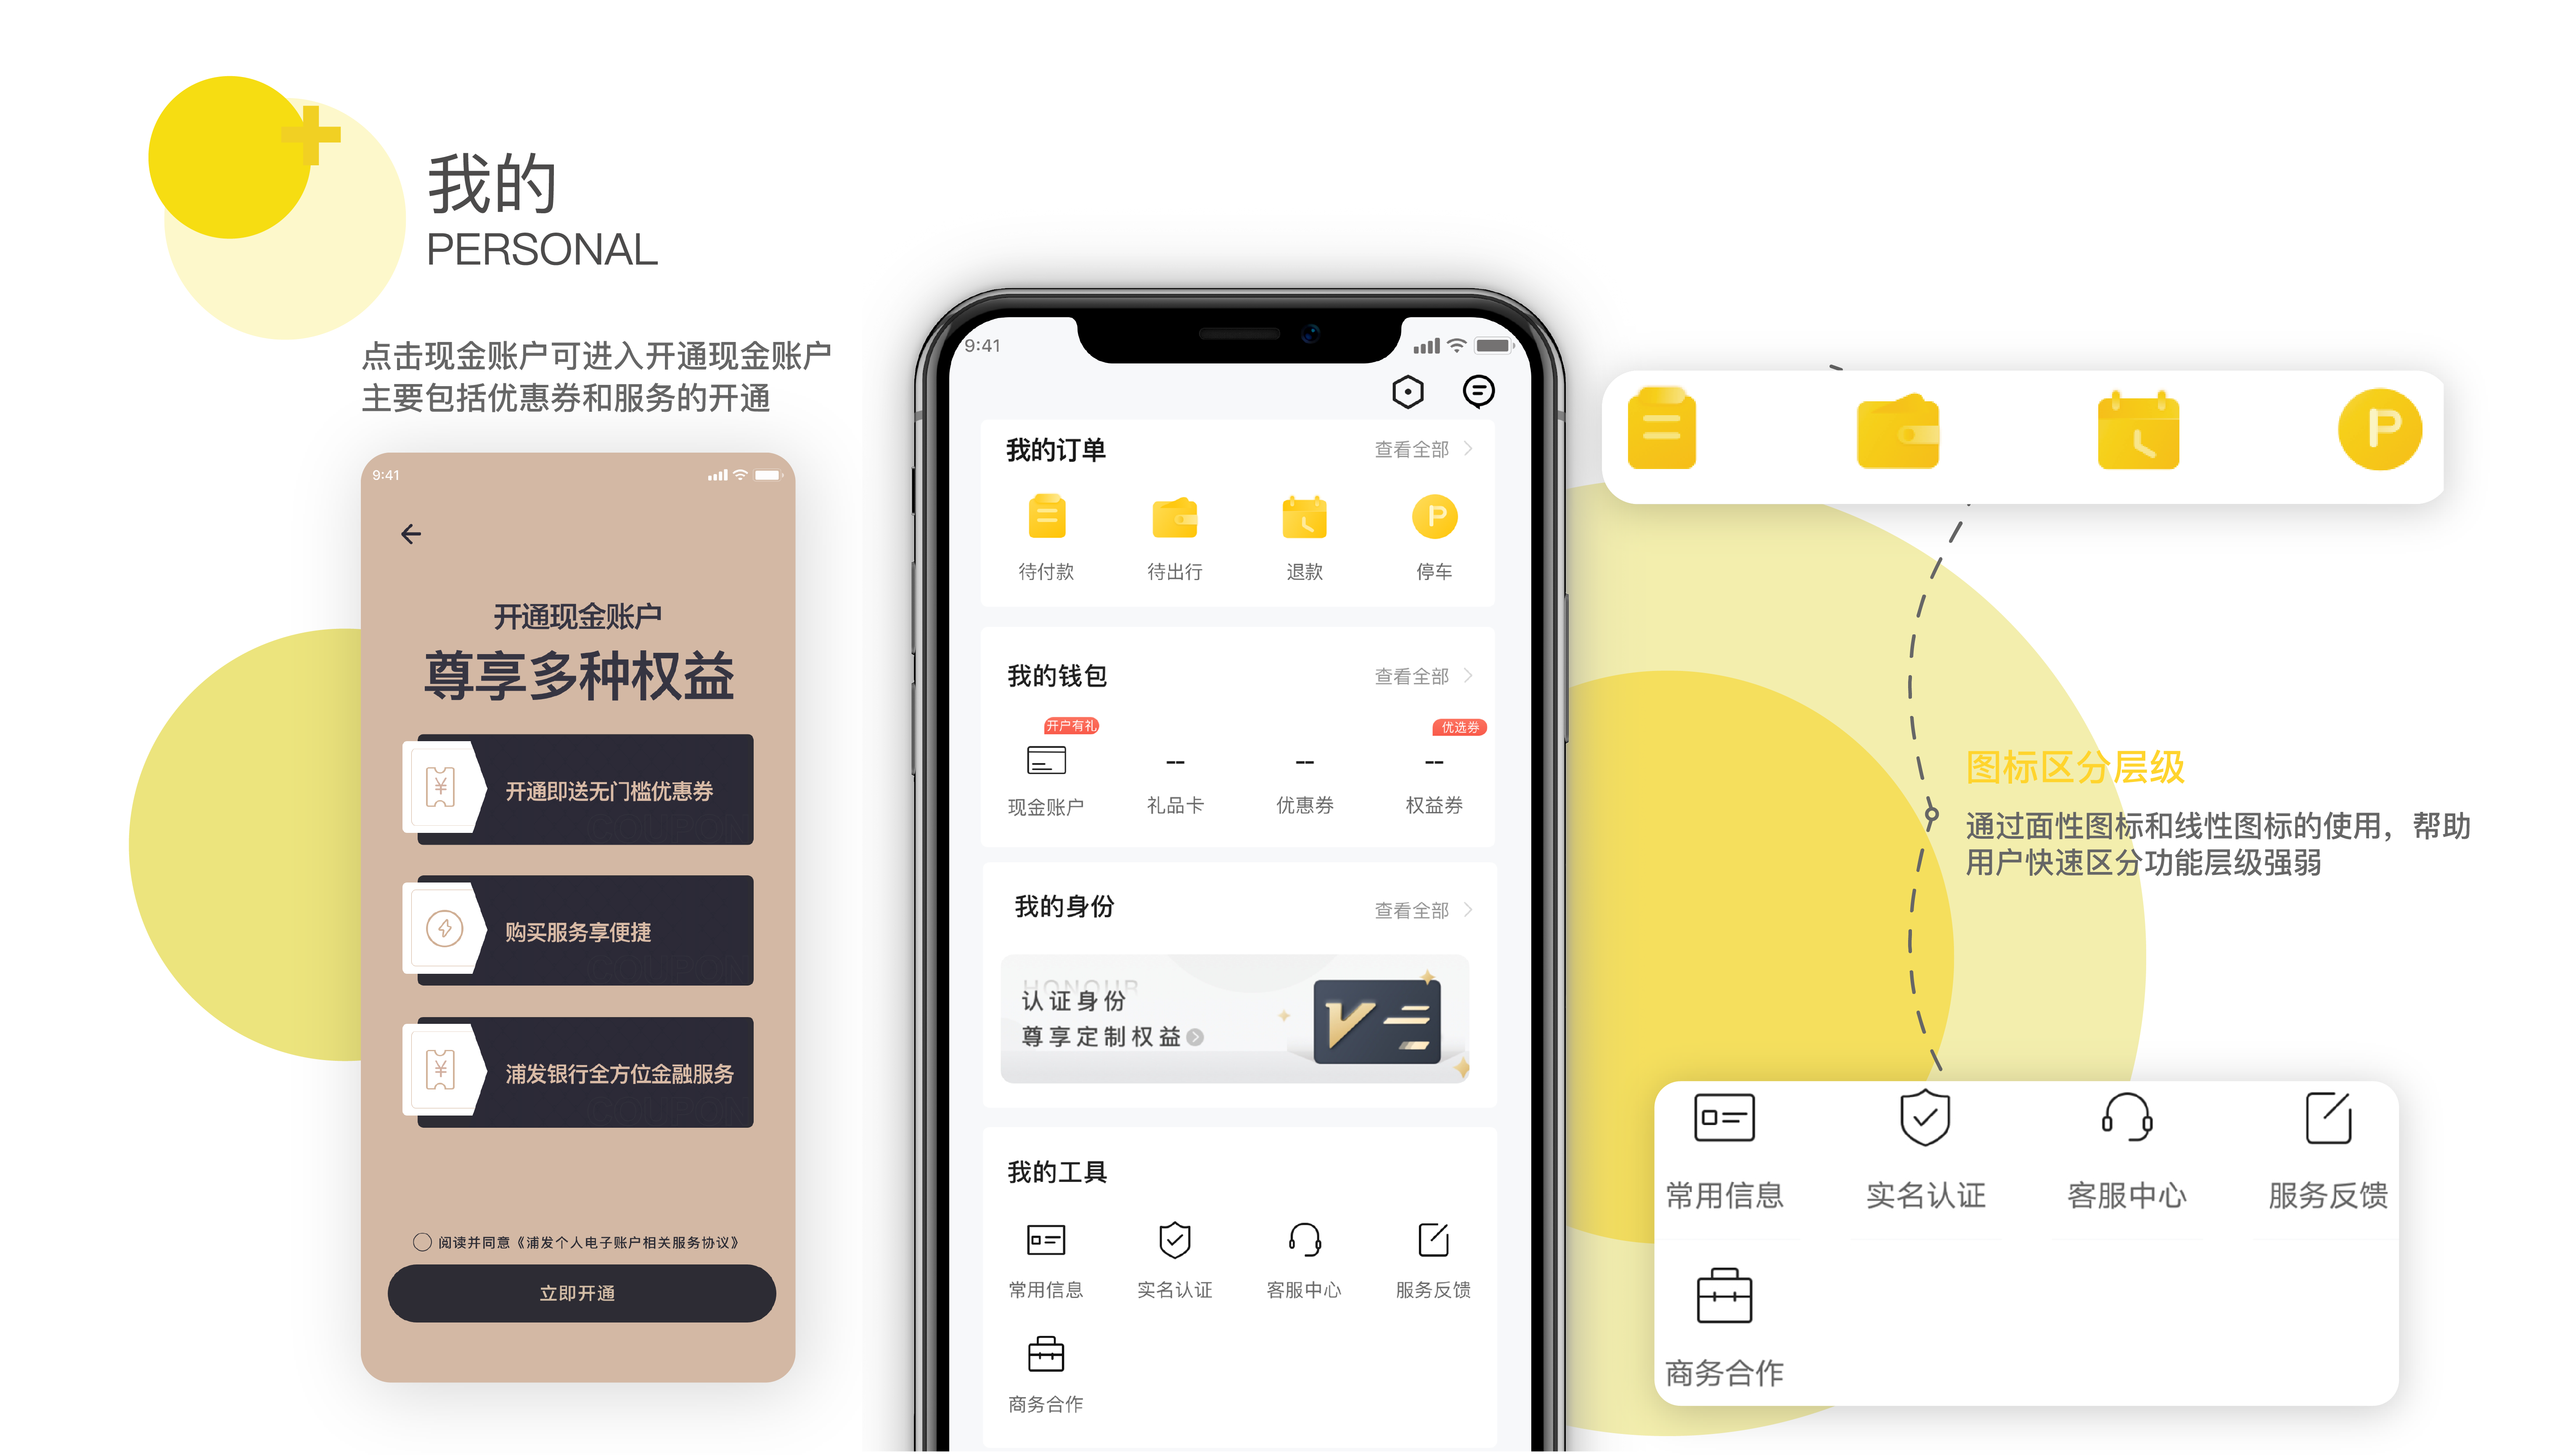 我的
PERSONAL
点击现金账户可进入开通现金账户
主要包括优惠券和服务的开通
9:41
开通现金账户
尊享多种权益
¥
开通即送无门槛优惠券
COUPON
购买服务享便捷
COUPON
¥
浦发银行全方位金融服务
COUPON
阅读并同意《浦发个人电子账户相关服务协议》
立即开通
9:41
我的订单
查看全部
P
待付款
待出行
退款
停车
我的钱包
查看全部
开户有礼
优选券
--
--
--
现金账户
礼品卡
优惠券
权益券
我的身份
查看全部
HONOUR
认证身份
尊享定制权益
V
我的工具
常用信息
实名认证
客服中心
服务反馈
商务合作
P
图标区分层级
通过面性图标和线性图标的使用，帮助
用户快速区分功能层级强弱
常用信息
实名认证
客服中心
服务反馈
商务合作